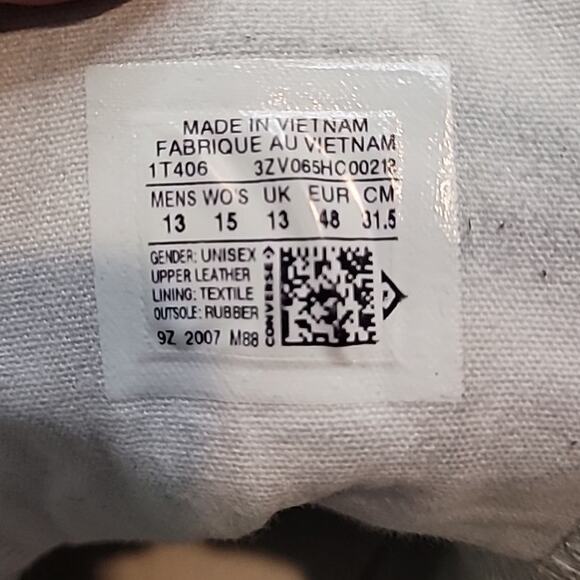 MADE IN VIETNAM
FABRIQUE AU VIETNAM
1T406 3ZV065HC00213
MENS WO'S UK EUR CM
13 15 13 48 31.5
GENDER: UNISEX
UPPER LEATHER
LINING: TEXTILE
OUTSOLE: RUBBER
9Z 2007 M88
CONVERSE